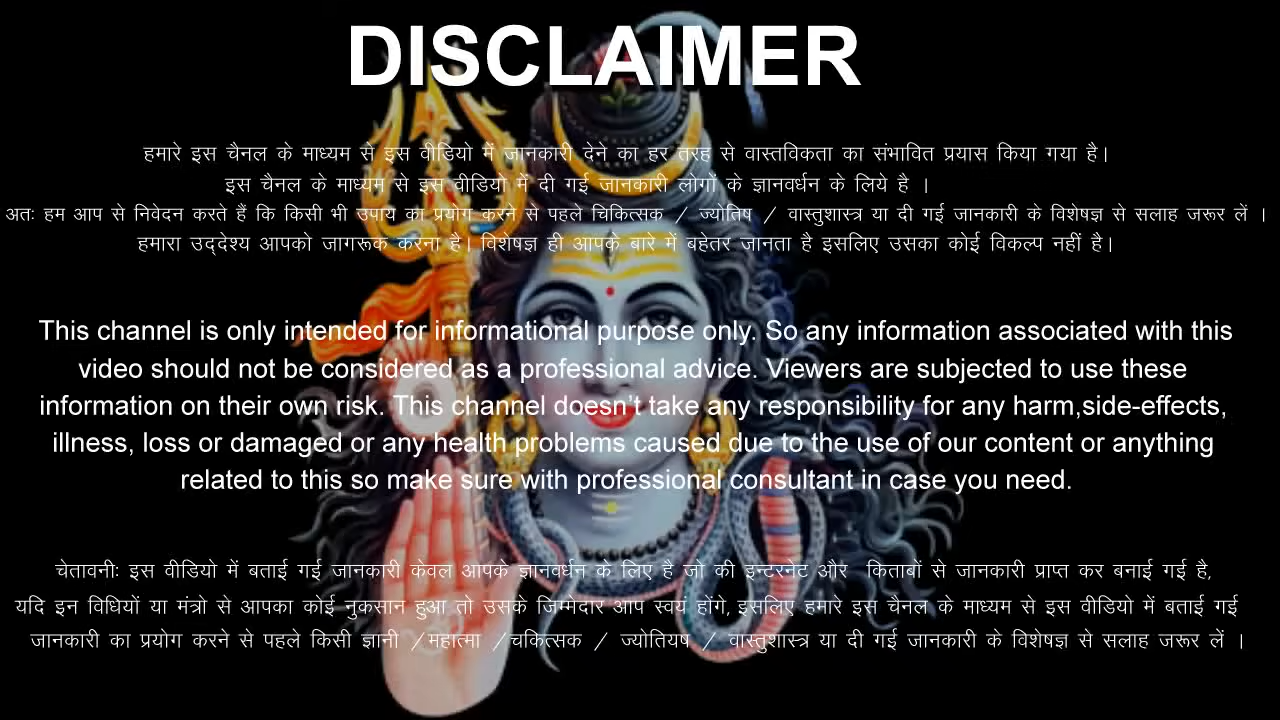 DISCLAIMER
हमारे इस चैनल के माध्यम से इस वीडियो में जानकारी देने का हर तरह से वास्तविकता का संभावित प्रयास किया गया है।
इस चैनल के माध्यम से इस वीडियो में दी गई जानकारी लोगों के ज्ञानवर्धन के लिये है ।
अतः हम आप से निवेदन करते हैं कि किसी भी उपाय का प्रयोग करने से पहले चिकित्सक / ज्योतिष / वास्तुशास्त्र या दी गई जानकारी के विशेषज्ञ से सलाह जरूर लें ।
हमारा उद्देश्य आपको जागरूक करना है। विशेषज्ञ ही आपके बारे में बहेतर जानता है इसलिए उसका कोई विकल्प नहीं है।
This channel is only intended for informational purpose only. So any information associated with this
video should not be considered as a professional advice. Viewers are subjected to use these
information on their own risk. This channel doesn't take any responsibility for any harm,side-effects,
illness, loss or damaged or any health problems caused due to the use of our content or anything
related to this so make sure with professional consultant in case you need.
चेतावनी: इस वीडियो में बताई गई जानकारी केवल आपके ज्ञानवर्धन के लिए है जो की इन्टरनेट और किताबों से जानकारी प्राप्त कर बनाई गई है,
यदि इन विधियों या मंत्रो से आपका कोई नुकसान हुआ तो उसके जिम्मेदार आप स्वयं होंगे, इसलिए हमारे इस चैनल के माध्यम से इस वीडियो में बताई गई
जानकारी का प्रयोग करने से पहले किसी ज्ञानी /महात्मा /चकित्सक / ज्योतियष / वास्तुशास्त्र या दी गई जानकारी के विशेषज्ञ से सलाह जरूर लें ।